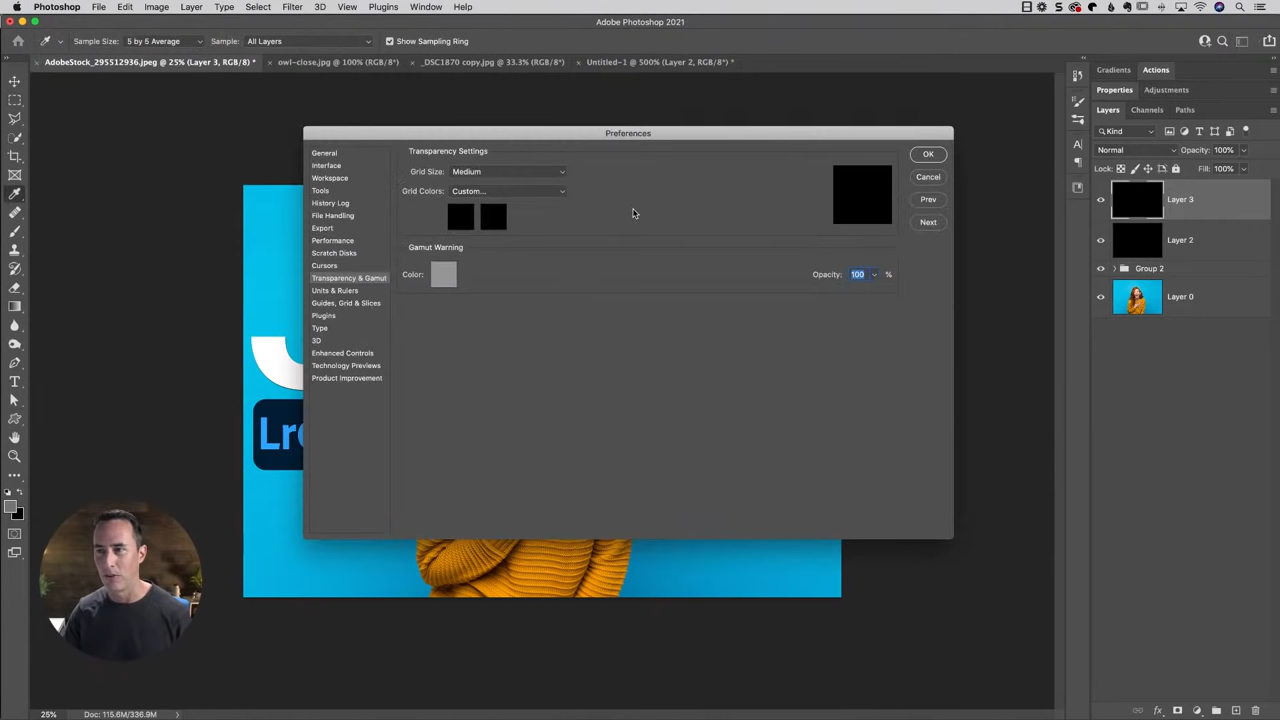 Photoshop File Edit Image Layer Type Select Filter 3D View Plugins Window Help
Adobe Photoshop 2021
Sample Size: 5 by 5 Average Sample: All Layers Show Sampling Ring
AdobeStock_295512936.jpeg @ 25% (Layer 3, RGB/8) * owl-close.jpg @ 100% (RGB/8*) _DSC1870 copy.jpg @ 33.3% (RGB/8*) Untitled-1 @ 500% (Layer 2, RGB/8*) *
Preferences
General
Interface
Workspace
Tools
History Log
File Handling
Export
Performance
Scratch Disks
Cursors
Transparency & Gamut
Units & Rulers
Guides, Grid & Slices
Plugins
Type
3D
Enhanced Controls
Technology Previews
Product Improvement
Transparency Settings
Grid Size: Medium
Grid Colors: Custom...
Gamut Warning
Color:
Opacity: 100 %
OK
Cancel
Prev
Next
Gradients Actions
Properties Adjustments
Layers Channels Paths
Kind
Normal Opacity: 100%
Lock: Fill: 100%
Layer 3
Layer 2
Group 2
Layer 0
Lr
25% Doc: 115.6M/336.9M